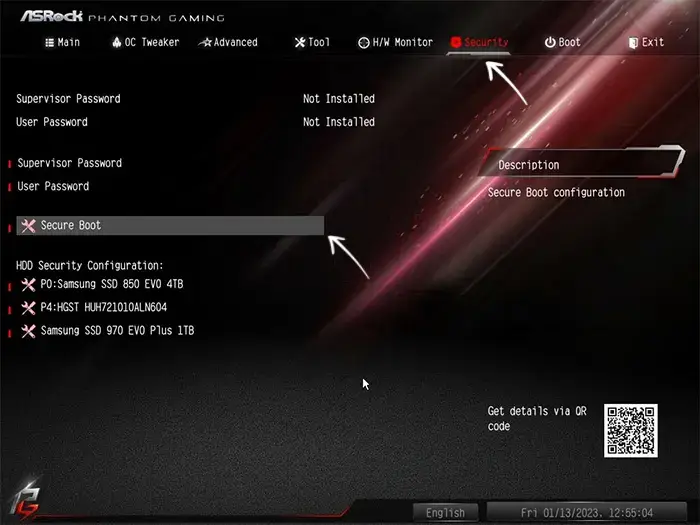 ASRock PHANTOM GAMING
Main OC Tweaker Advanced Tool H/W Monitor Security Boot Exit
Supervisor Password Not Installed
User Password Not Installed
Supervisor Password
User Password
Secure Boot
HDD Security Configuration:
P0:Samsung SSD 850 EVO 4TB
P4:HGST HUH721010ALN604
Samsung SSD 970 EVO Plus 1TB
Description
Secure Boot configuration
Get details via QR
code
English Fri 01/13/2023. 12:55:04